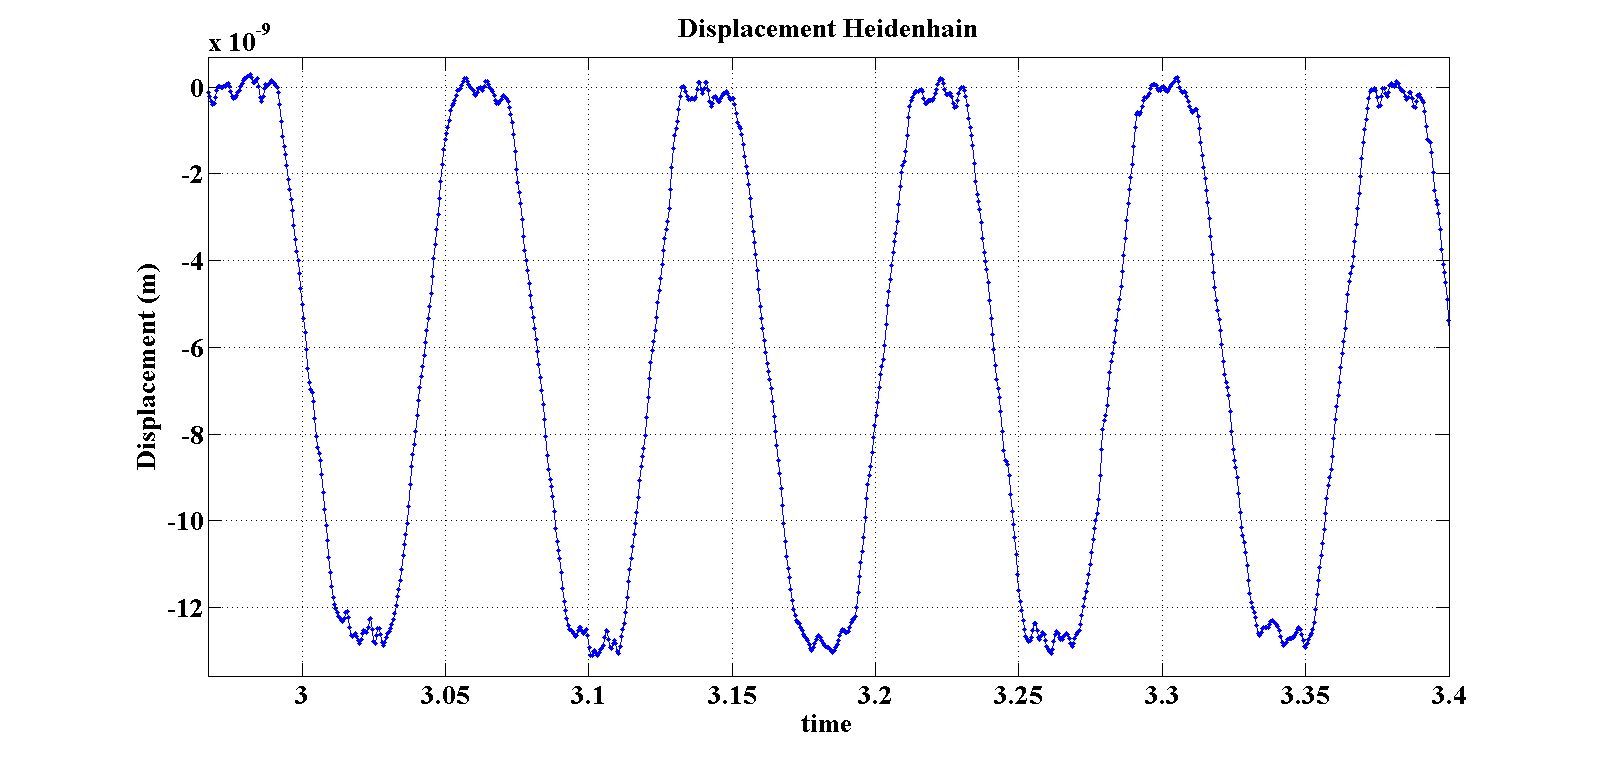 Displacement Heidenhain
x 10^-9
0
-2
-4
-6
-8
-10
-12
Displacement (m)
3 3.05 3.1 3.15 3.2 3.25 3.3 3.35 3.4
time